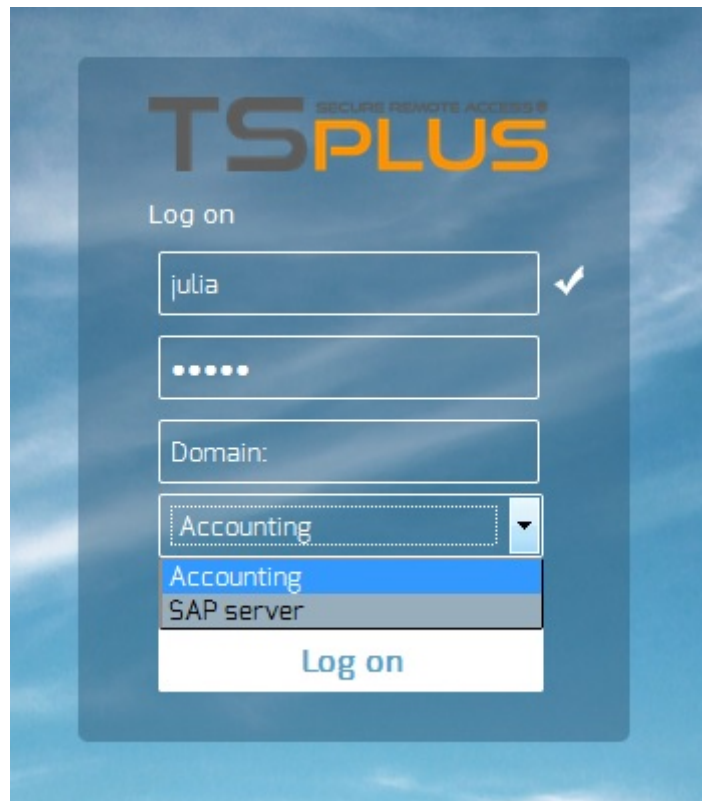 SECURE REMOTE ACCESS®
TSPLUS
Log on
julia
•••••
Domain:
Accounting
Accounting
SAP server
Log on